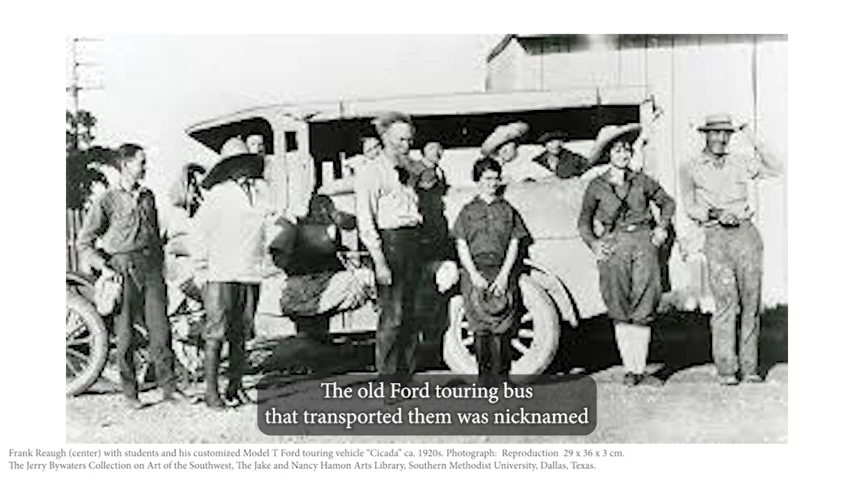 The old Ford touring bus
that transported them was nicknamed
Frank Reaugh (center) with students and his customized Model T Ford touring vehicle “Cicada” ca. 1920s. Photograph:  Reproduction  29 x 36 x 3 cm.
The Jerry Bywaters Collection on Art of the Southwest, The Jake and Nancy Hamon Arts Library, Southern Methodist University, Dallas, Texas.